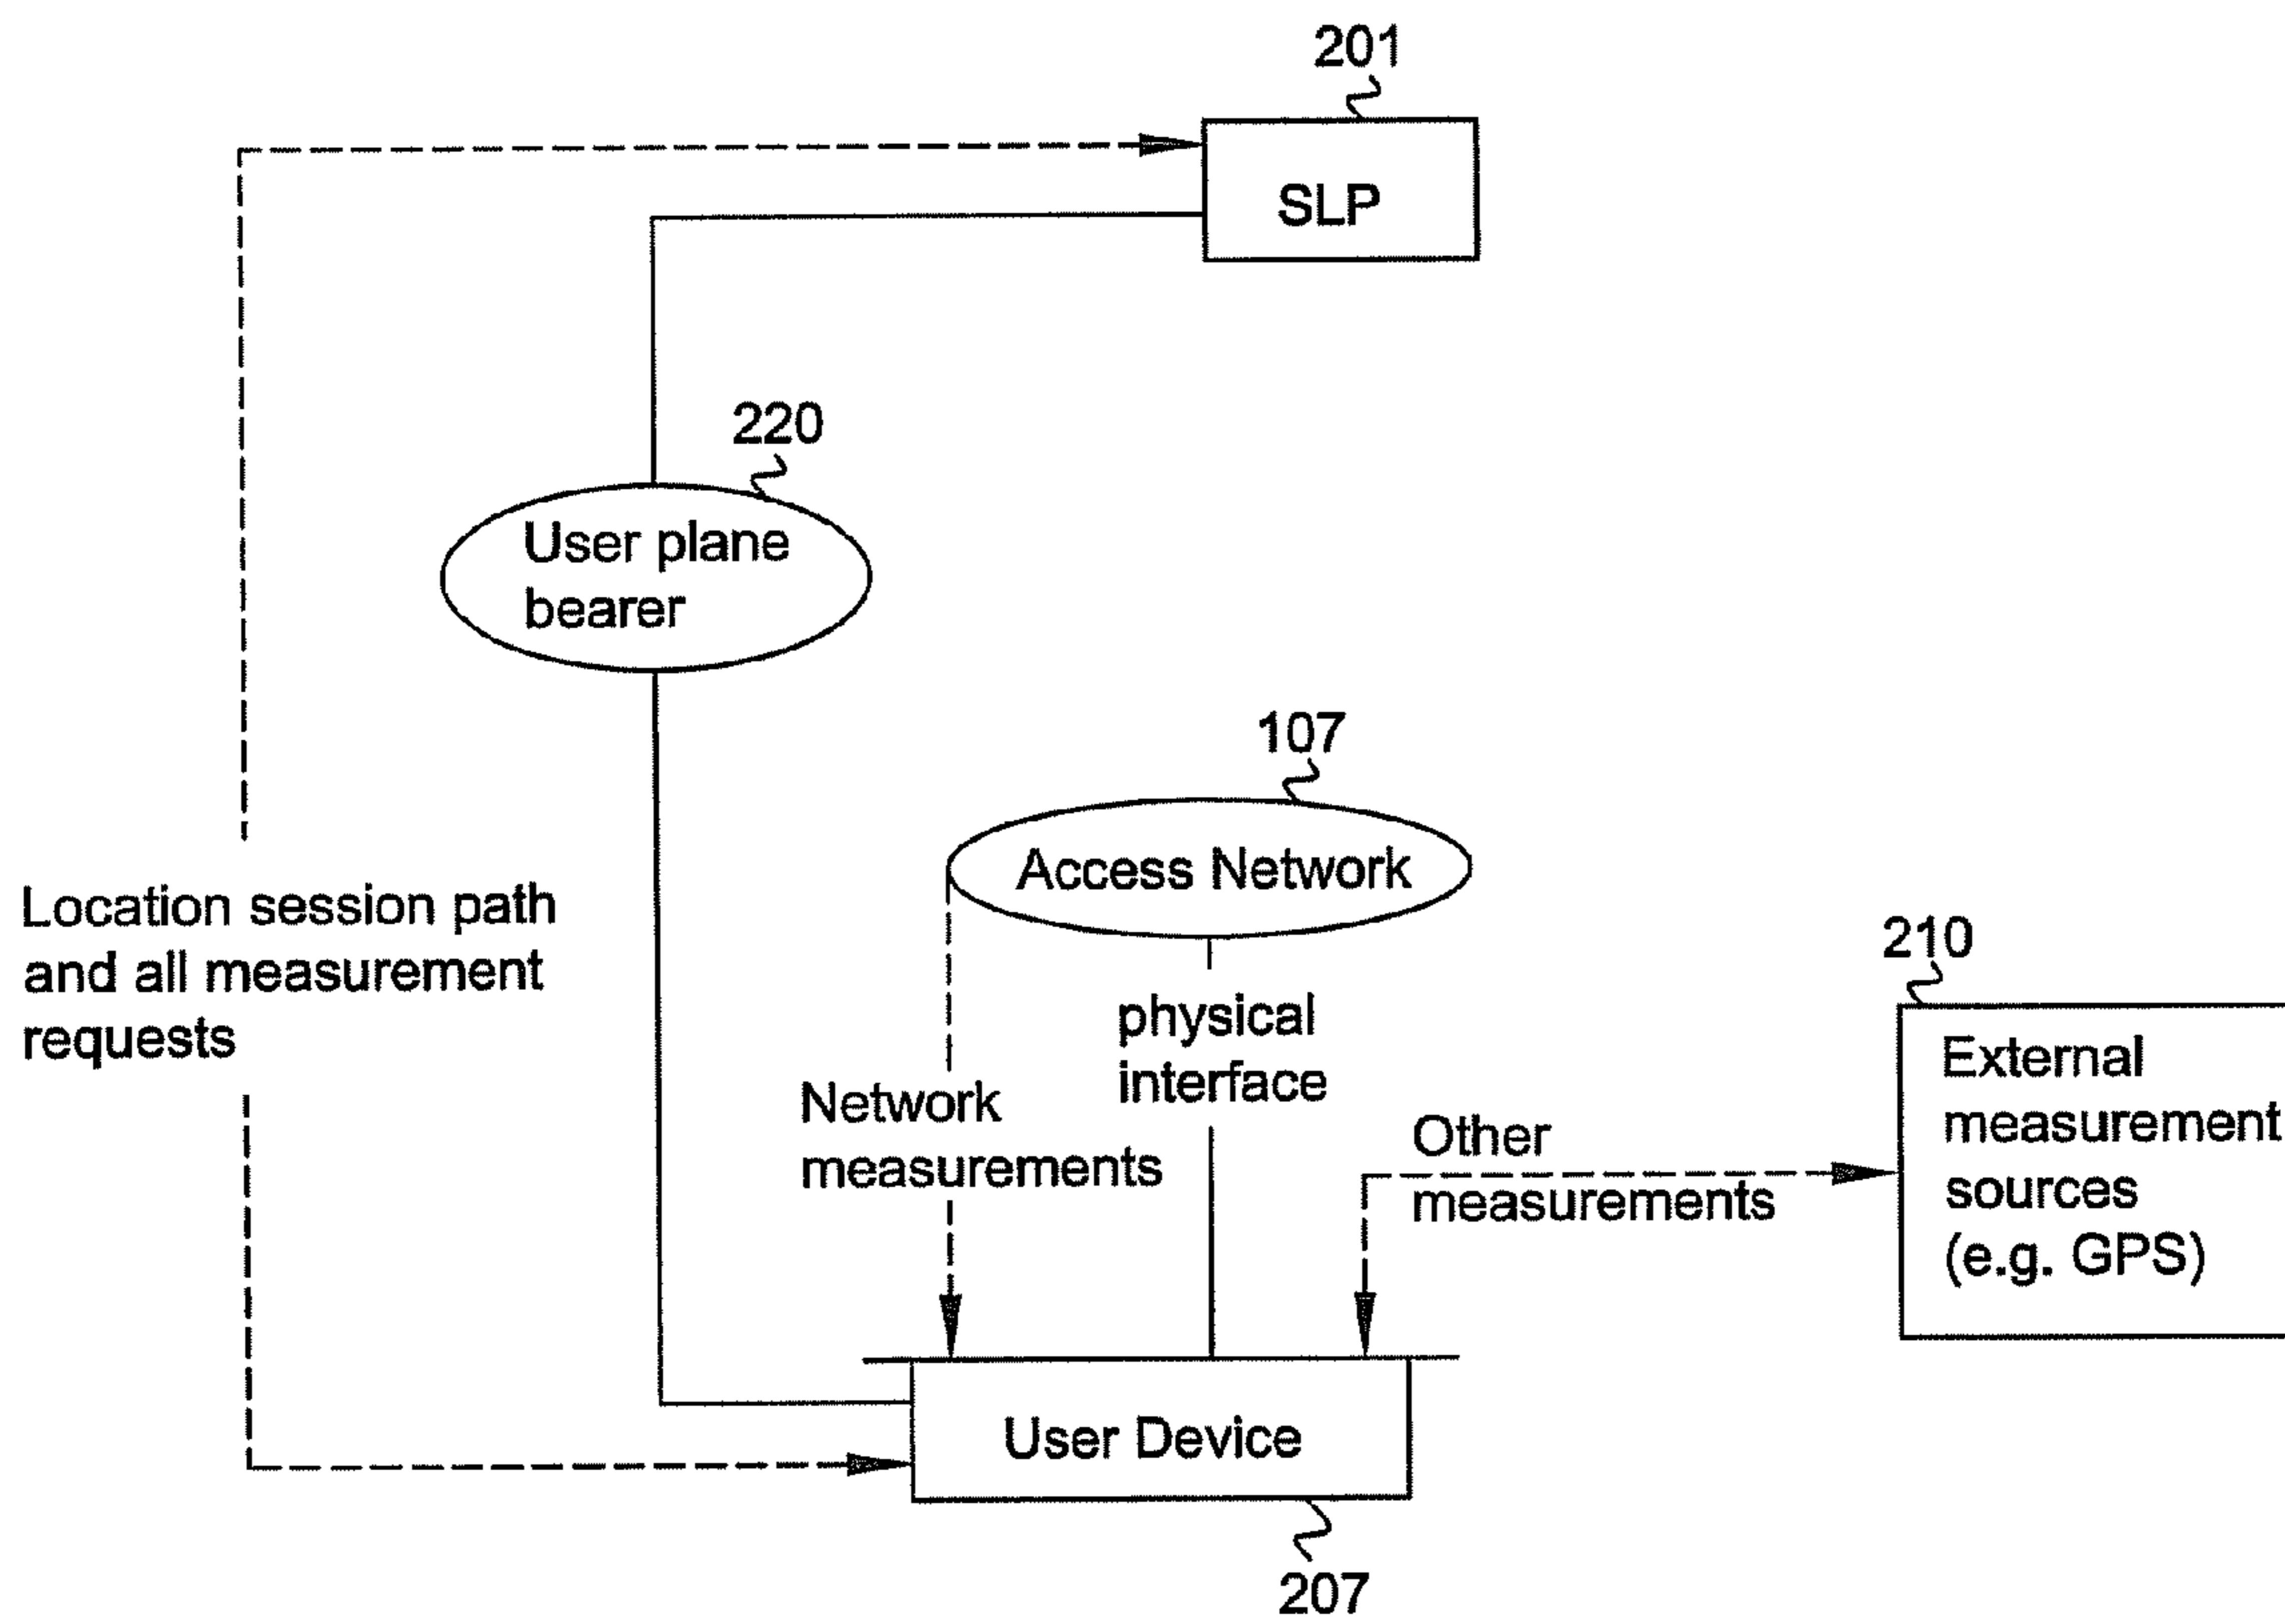 201
SLP
220
User plane
bearer
107
Access Network
Location session path
and all measurement
requests
physical
interface
Network
measurements
Other
measurements
210
External
measurement
sources
(e.g. GPS)
User Device
207